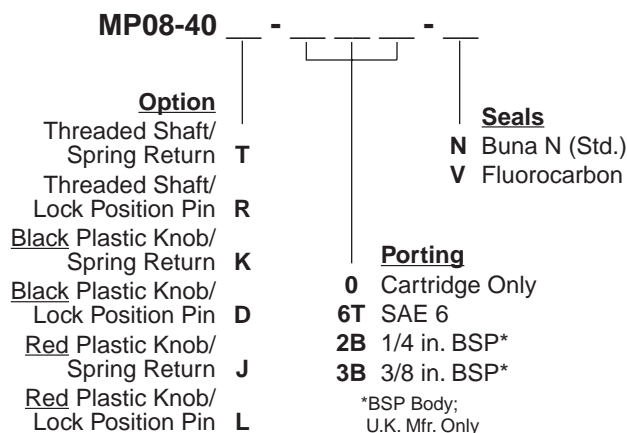 MP08-40 __ - __ __ __ - __
Option
Threaded Shaft/
Spring Return T
Threaded Shaft/
Lock Position Pin R
Black Plastic Knob/
Spring Return K
Black Plastic Knob/
Lock Position Pin D
Red Plastic Knob/
Spring Return J
Red Plastic Knob/
Lock Position Pin L
Porting
0 Cartridge Only
6T SAE 6
2B 1/4 in. BSP*
3B 3/8 in. BSP*
*BSP Body;
U.K. Mfr. Only
Seals
N Buna N (Std.)
V Fluorocarbon